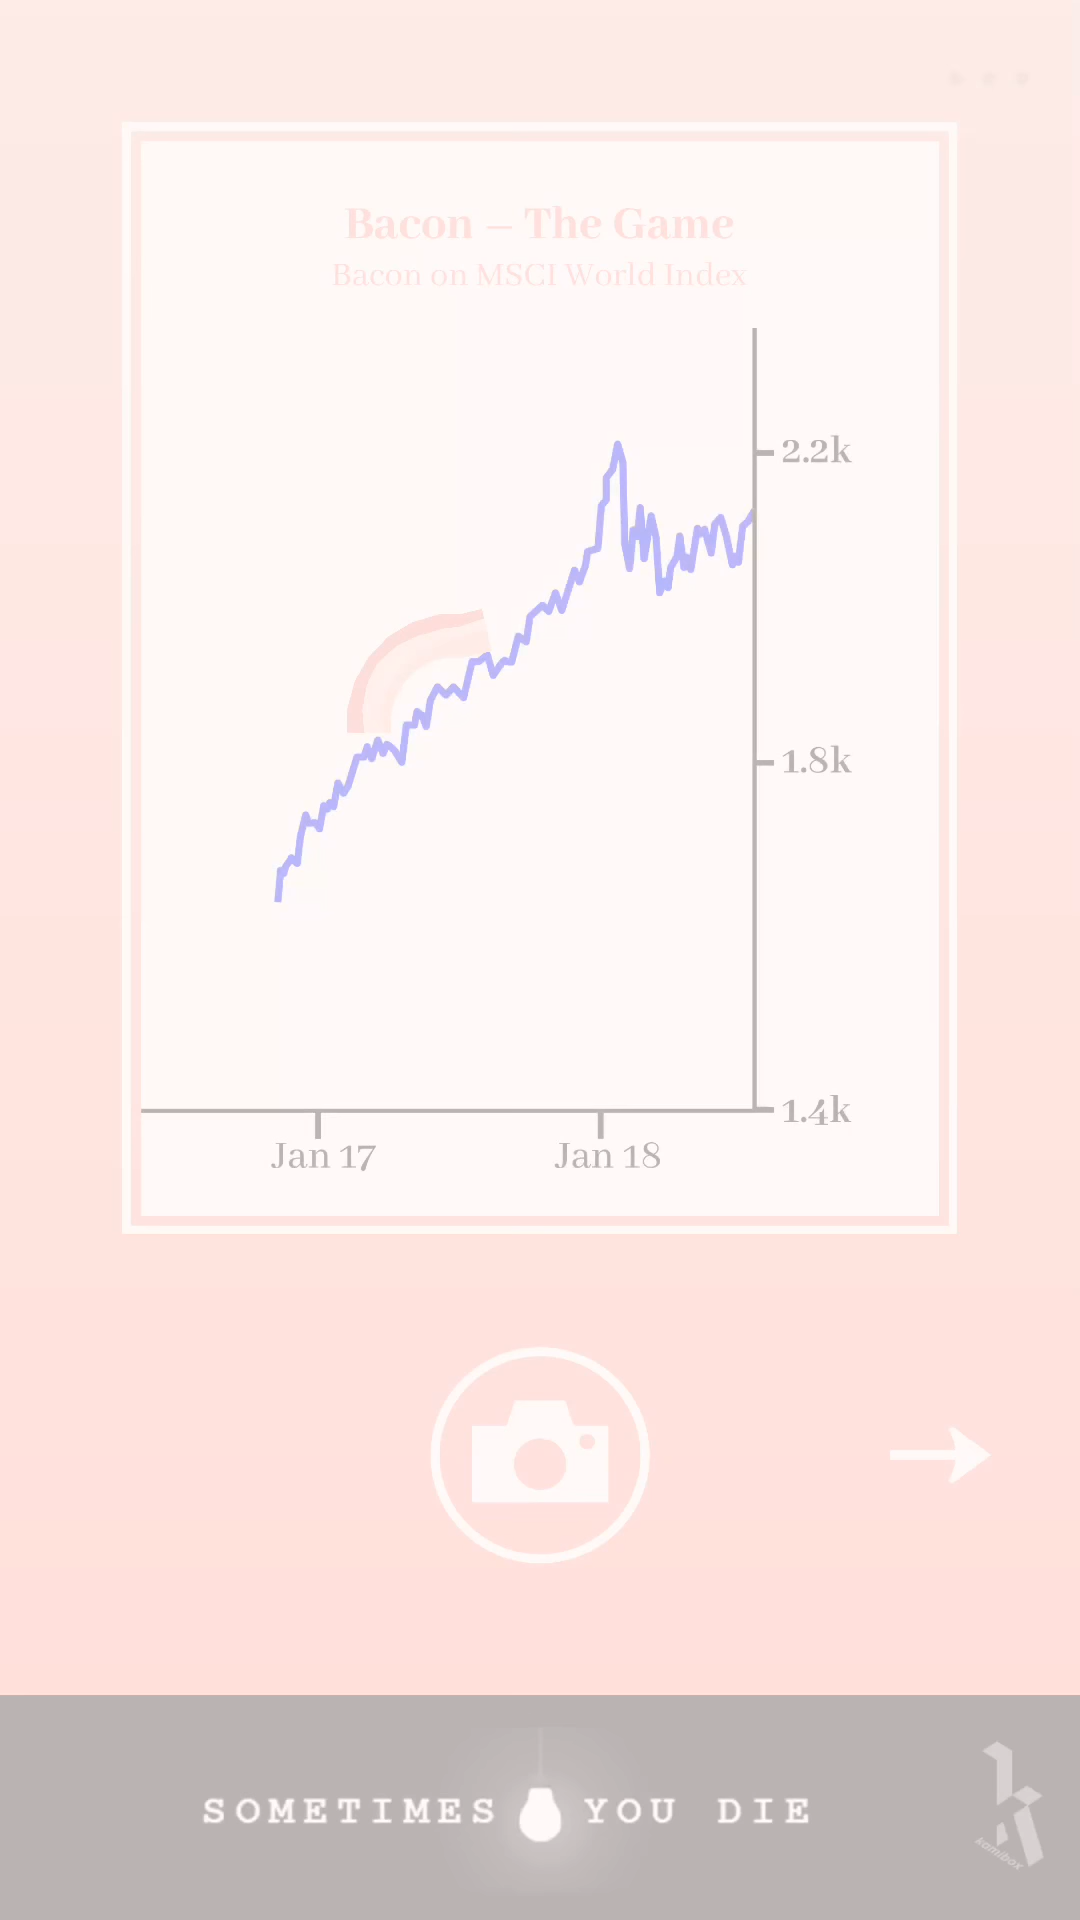 Bacon – The Game
Bacon on MSCI World Index
2.2k
1.8k
1.4k
Jan 17 Jan 18
SOMETIMES YOU DIE
kamibox